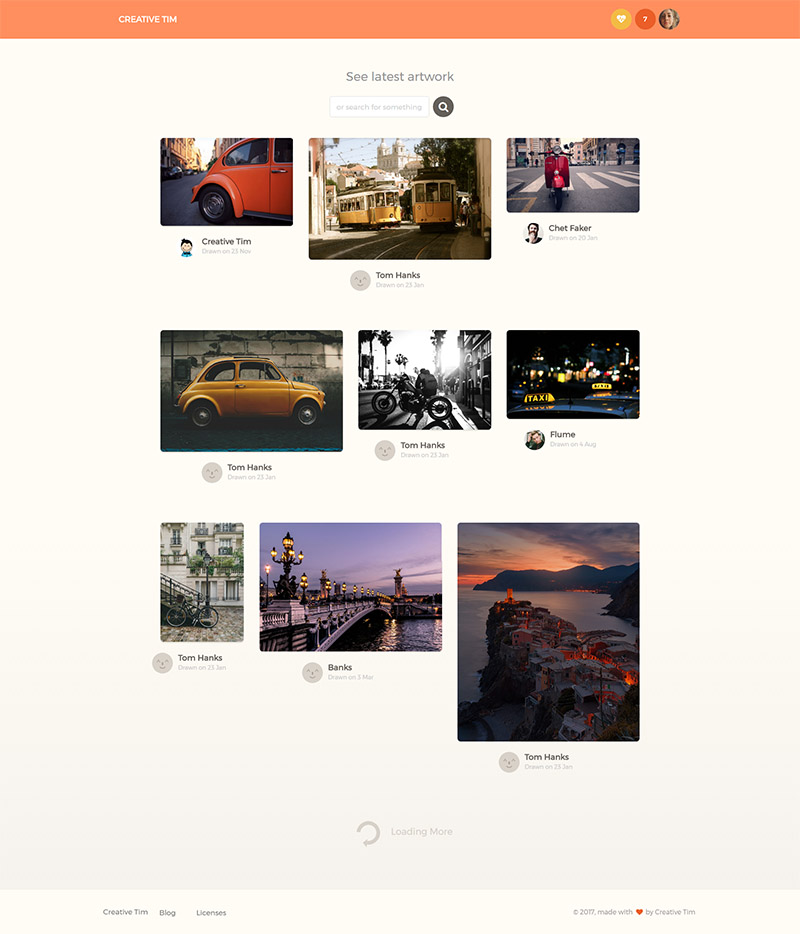 CREATIVE TIM
7
See latest artwork
or search for something
Creative Tim
Drawn on 23 Nov
Tom Hanks
Drawn on 23 Jan
Chet Faker
Drawn on 20 Jan
TAXI
TAXI
Tom Hanks
Drawn on 23 Jan
Tom Hanks
Drawn on 23 Jan
Flume
Drawn on 4 Aug
Tom Hanks
Drawn on 23 Jan
Banks
Drawn on 3 Mar
Tom Hanks
Drawn on 23 Jan
Loading More
Creative Tim Blog Licenses © 2017, made with ♥ by Creative Tim